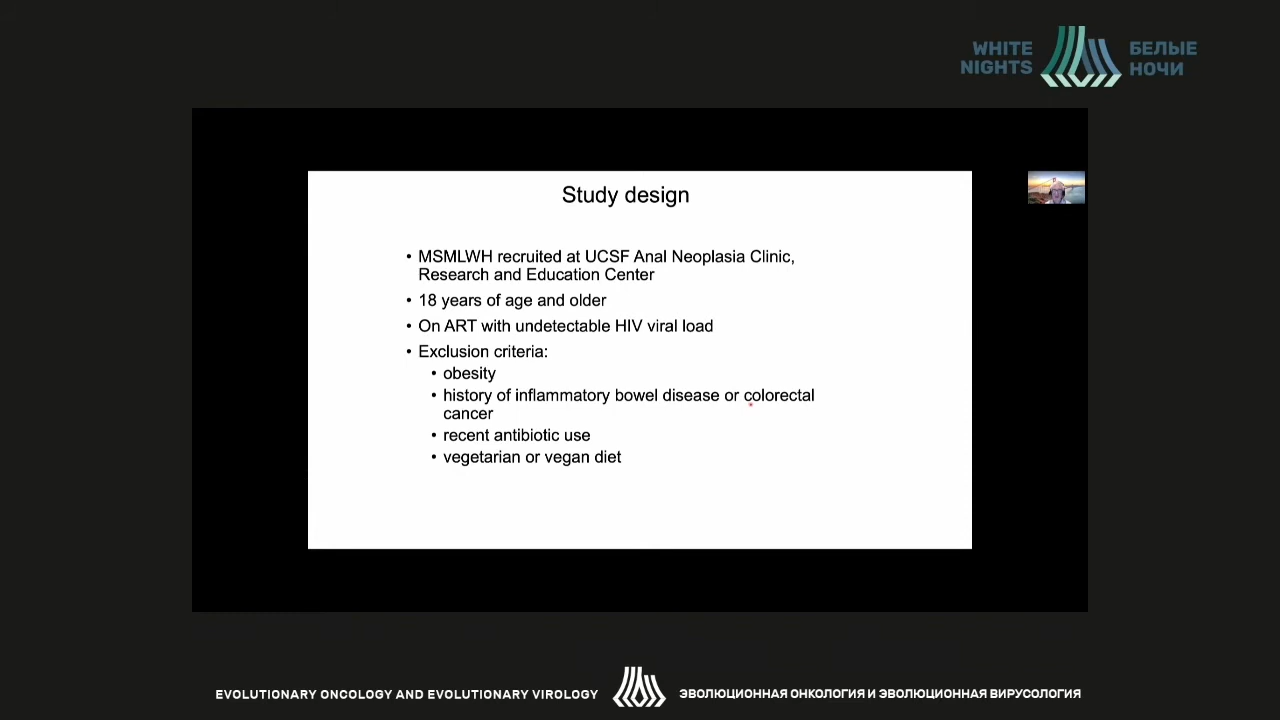 WHITE
NIGHTS
БЕЛЫЕ
НОЧИ
Study design
• MSMLWH recruited at UCSF Anal Neoplasia Clinic,
Research and Education Center
• 18 years of age and older
• On ART with undetectable HIV viral load
• Exclusion criteria:
• obesity
• history of inflammatory bowel disease or colorectal
cancer
• recent antibiotic use
• vegetarian or vegan diet
EVOLUTIONARY ONCOLOGY AND EVOLUTIONARY VIROLOGY
ЭВОЛЮЦИОННАЯ ОНКОЛОГИЯ И ЭВОЛЮЦИОННАЯ ВИРУСОЛОГИЯ